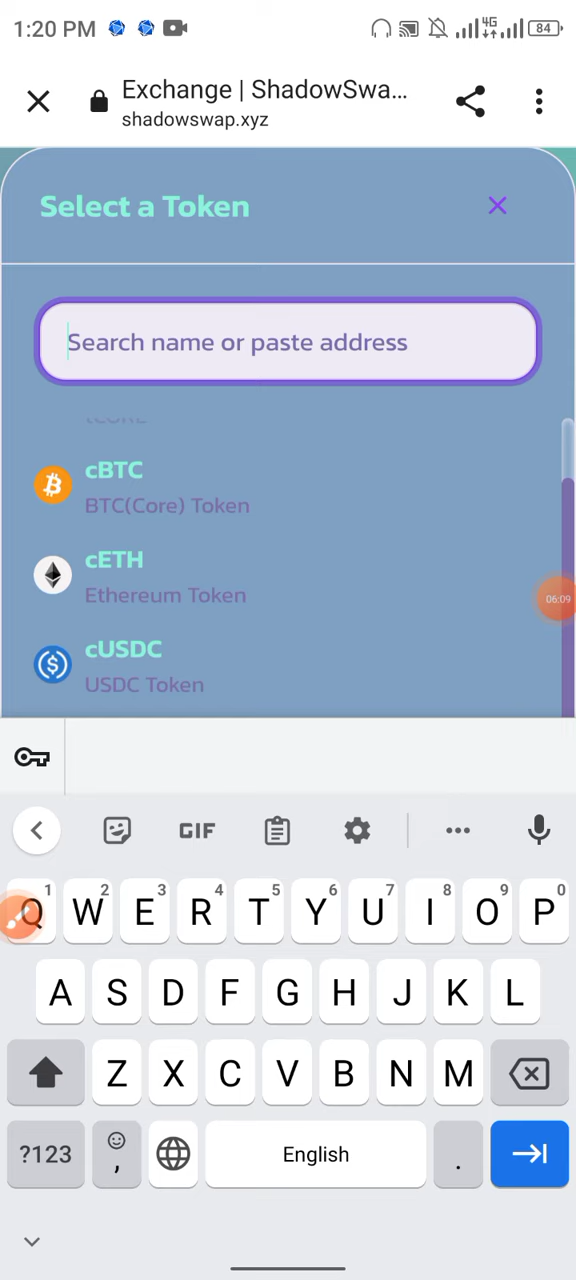 1:20 PM
4G
84
Exchange | ShadowSwa...
shadowswap.xyz
Select a Token
Search name or paste address
tCORE
cBTC
BTC(Core) Token
cETH
Ethereum Token
06:09
cUSDC
USDC Token
GIF
1 2 3 4 5 6 7 8 9 0
Q W E R T Y U I O P
A S D F G H J K L
Z X C V B N M
?123 , English .